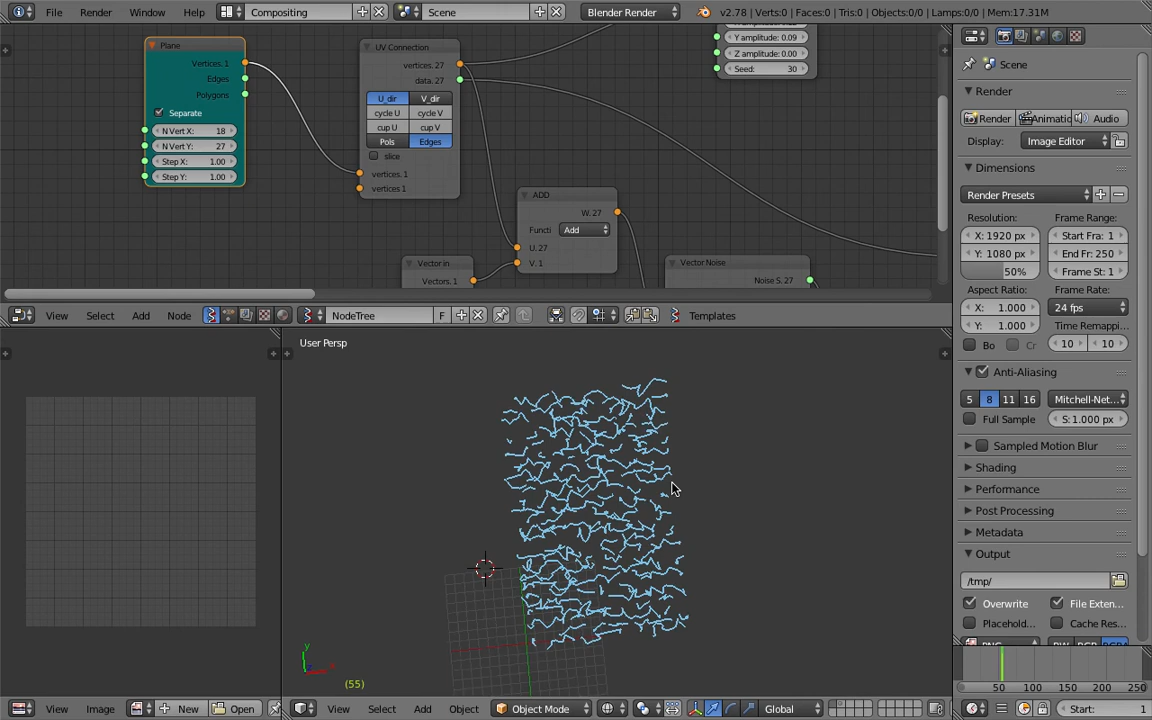 File Render Window Help Compositing Scene Blender Render v2.78 | Verts:0 | Faces:0 | Tris:0 | Objects:0/0 | Lamps:0/0 | Mem:17.31M
Plane
Vertices. 1
Edges
Polygons
Separate
N Vert X: 18
N Vert Y: 27
Step X: 1.00
Step Y: 1.00
UV Connection
vertices. 27
data. 27
U_dir V_dir
cycle U cycle V
cup U cup V
Pols Edges
slice
vertices. 1
vertices 1
ADD
W. 27
Functi Add
U. 27
V. 1
Vector in
Vectors. 1
Vector Noise
Noise S. 27
Y amplitude: 0.09
Z amplitude: 0.00
Seed: 30
View Select Add Node NodeTree F Templates
User Persp
y
x
(55)
View Image New Open
View Select Add Object Object Mode Global
Scene
Render
Render Animatic Audio
Display: Image Editor
Dimensions
Render Presets
Resolution: Frame Range:
X: 1920 px Start Fra: 1
Y: 1080 px End Fr: 250
50% Frame St: 1
Aspect Ratio: Frame Rate:
X: 1.000 24 fps
Y: 1.000 Time Remappi...
Bo Cr 10 10
Anti-Aliasing
5 8 11 16 Mitchell-Net...
Full Sample S: 1.000 px
Sampled Motion Blur
Shading
Performance
Post Processing
Metadata
Output
/tmp/
Overwrite File Exten...
Placehold... Cache Res...
50 100 150 200 250
Start: 1